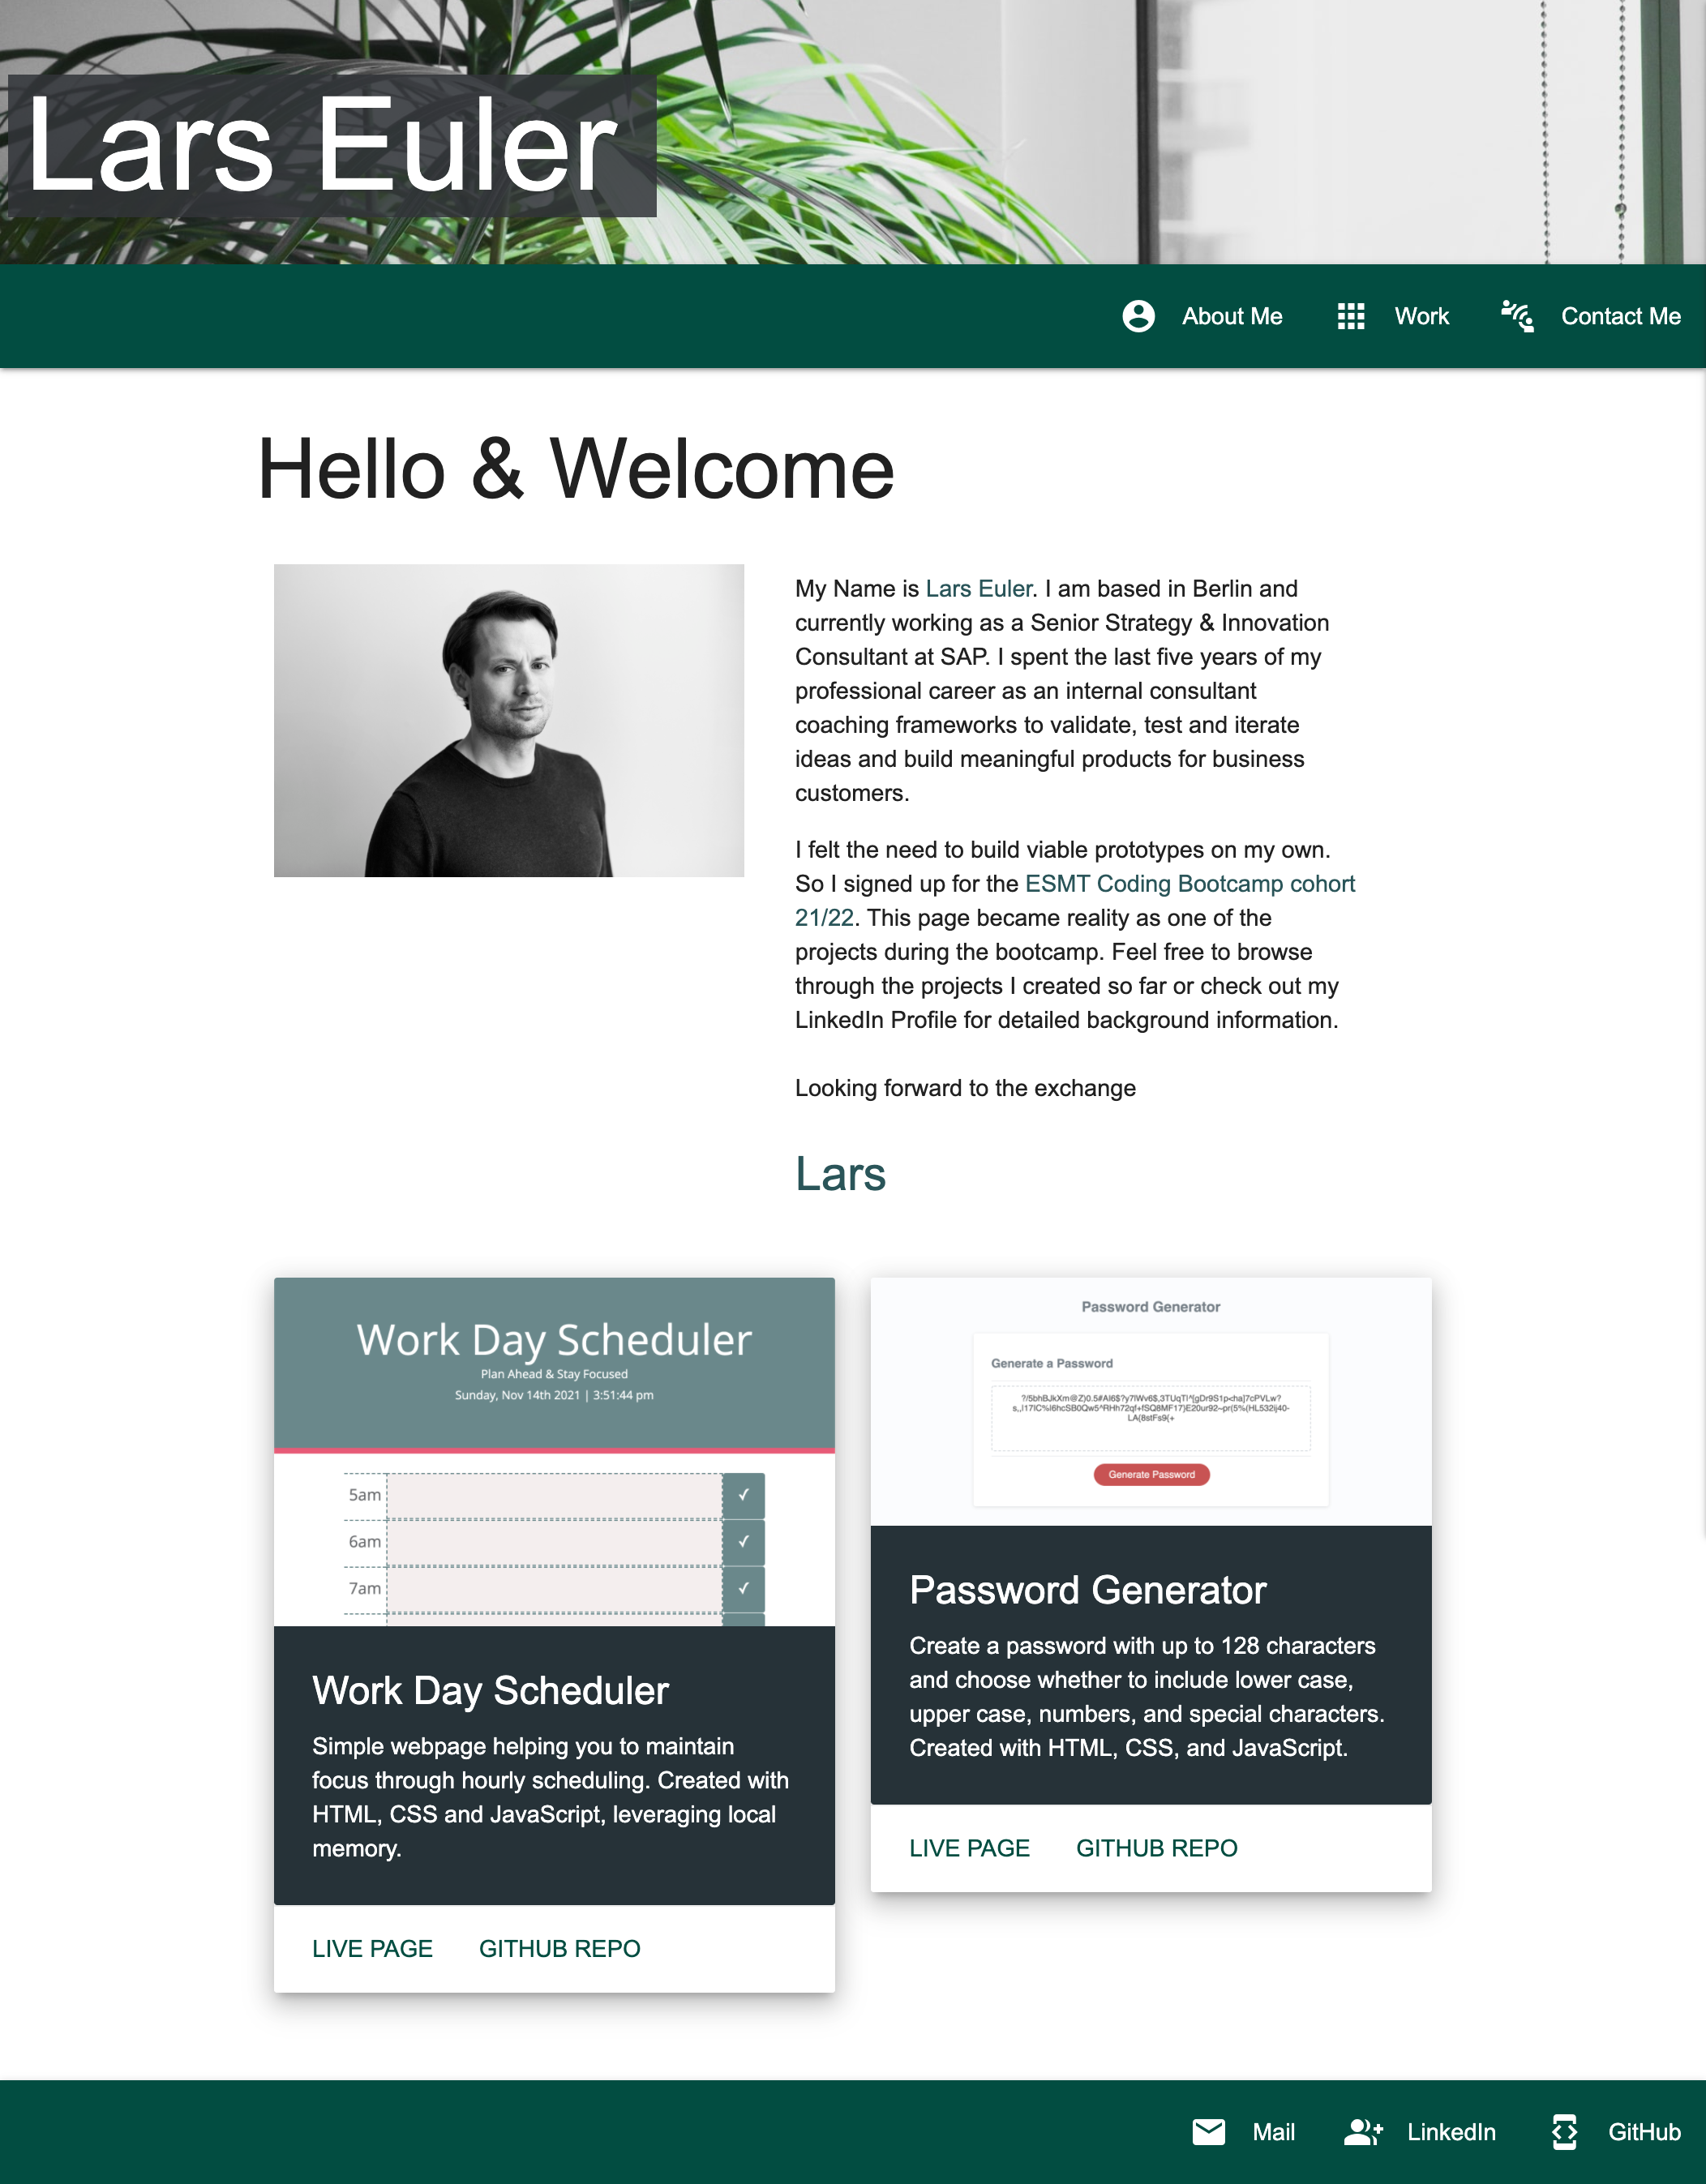 Lars Euler
About Me
Work
Contact Me
Hello & Welcome
My Name is Lars Euler. I am based in Berlin and
currently working as a Senior Strategy & Innovation
Consultant at SAP. I spent the last five years of my
professional career as an internal consultant
coaching frameworks to validate, test and iterate
ideas and build meaningful products for business
customers.
I felt the need to build viable prototypes on my own.
So I signed up for the ESMT Coding Bootcamp cohort
21/22. This page became reality as one of the
projects during the bootcamp. Feel free to browse
through the projects I created so far or check out my
LinkedIn Profile for detailed background information.
Looking forward to the exchange
Lars
Work Day Scheduler
Plan Ahead & Stay Focused
Sunday, Nov 14th 2021 | 3:51:44 pm
5am
6am
7am
Work Day Scheduler
Simple webpage helping you to maintain
focus through hourly scheduling. Created with
HTML, CSS and JavaScript, leveraging local
memory.
LIVE PAGE
GITHUB REPO
Password Generator
Generate a Password
Generate Password
Password Generator
Create a password with up to 128 characters
and choose whether to include lower case,
upper case, numbers, and special characters.
Created with HTML, CSS, and JavaScript.
LIVE PAGE
GITHUB REPO
Mail
LinkedIn
GitHub